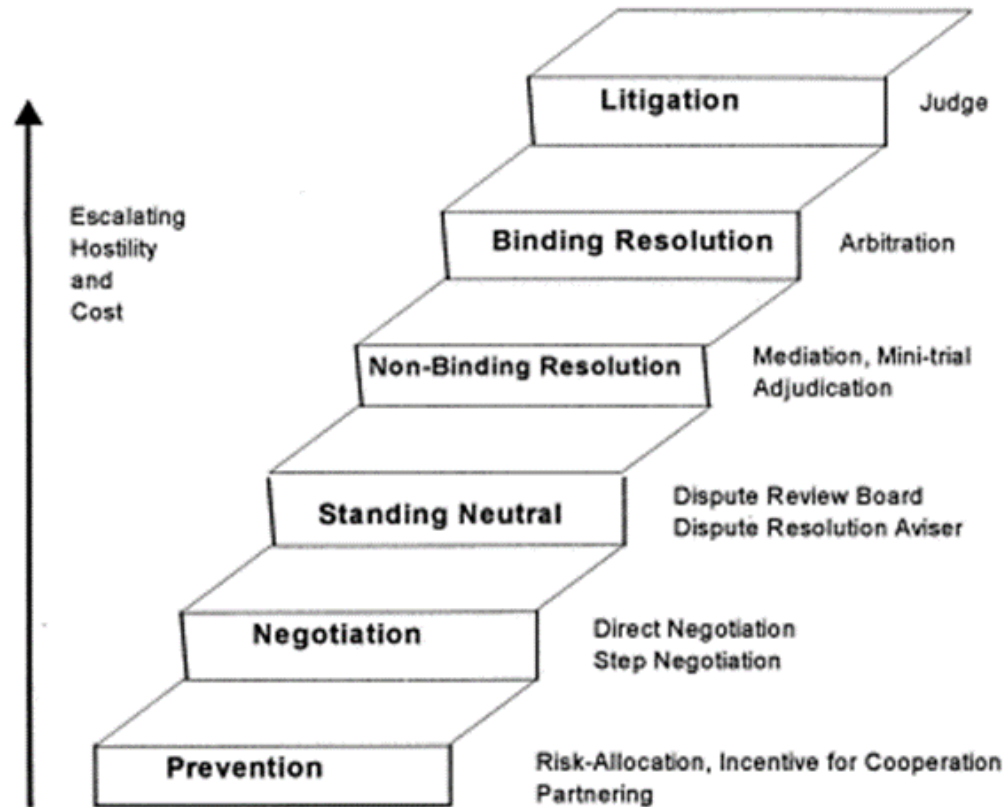 Litigation
Judge
Escalating
Hostility
and
Cost
Binding Resolution
Arbitration
Non-Binding Resolution
Mediation, Mini-trial
Adjudication
Standing Neutral
Dispute Review Board
Dispute Resolution Aviser
Negotiation
Direct Negotiation
Step Negotiation
Prevention
Risk-Allocation, Incentive for Cooperation
Partnering